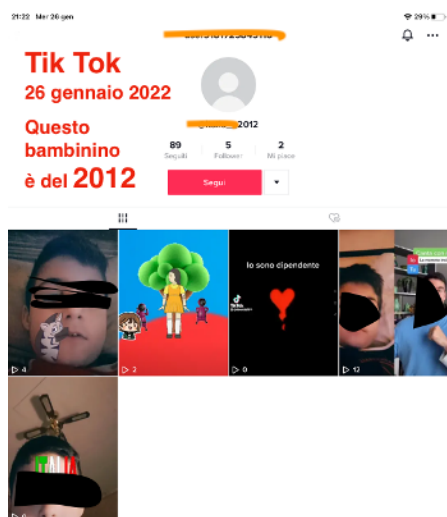 21:22 Mer 26 gen
29%
Tik Tok
26 gennaio 2022
Questo
bambinino
è del 2012
2012
89
5
2
Seguiti
Follower
Mi piace
Segui
Io sono dipendente
4
2
0
12
ITALIA